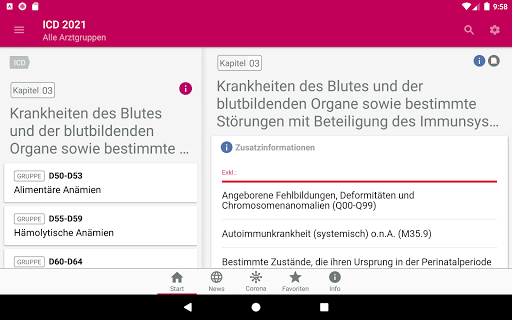 9:58
ICD 2021
Alle Arztgruppen
ICD
Kapitel 03
Krankheiten des Blutes
und der blutbildenden
Organe sowie bestimmte ...
GRUPPE D50-D53
Alimentäre Anämien
GRUPPE D55-D59
Hämolytische Anämien
GRUPPE D60-D64
Kapitel 03
Krankheiten des Blutes und der
blutbildenden Organe sowie bestimmte
Störungen mit Beteiligung des Immunsys...
Zusatzinformationen
Exkl.:
Angeborene Fehlbildungen, Deformitäten und
Chromosomenanomalien (Q00-Q99)
Autoimmunkrankheit (systemisch) o.n.A. (M35.9)
Bestimmte Zustände, die ihren Ursprung in der Perinatalperiode
Start
News
Corona
Favoriten
Info